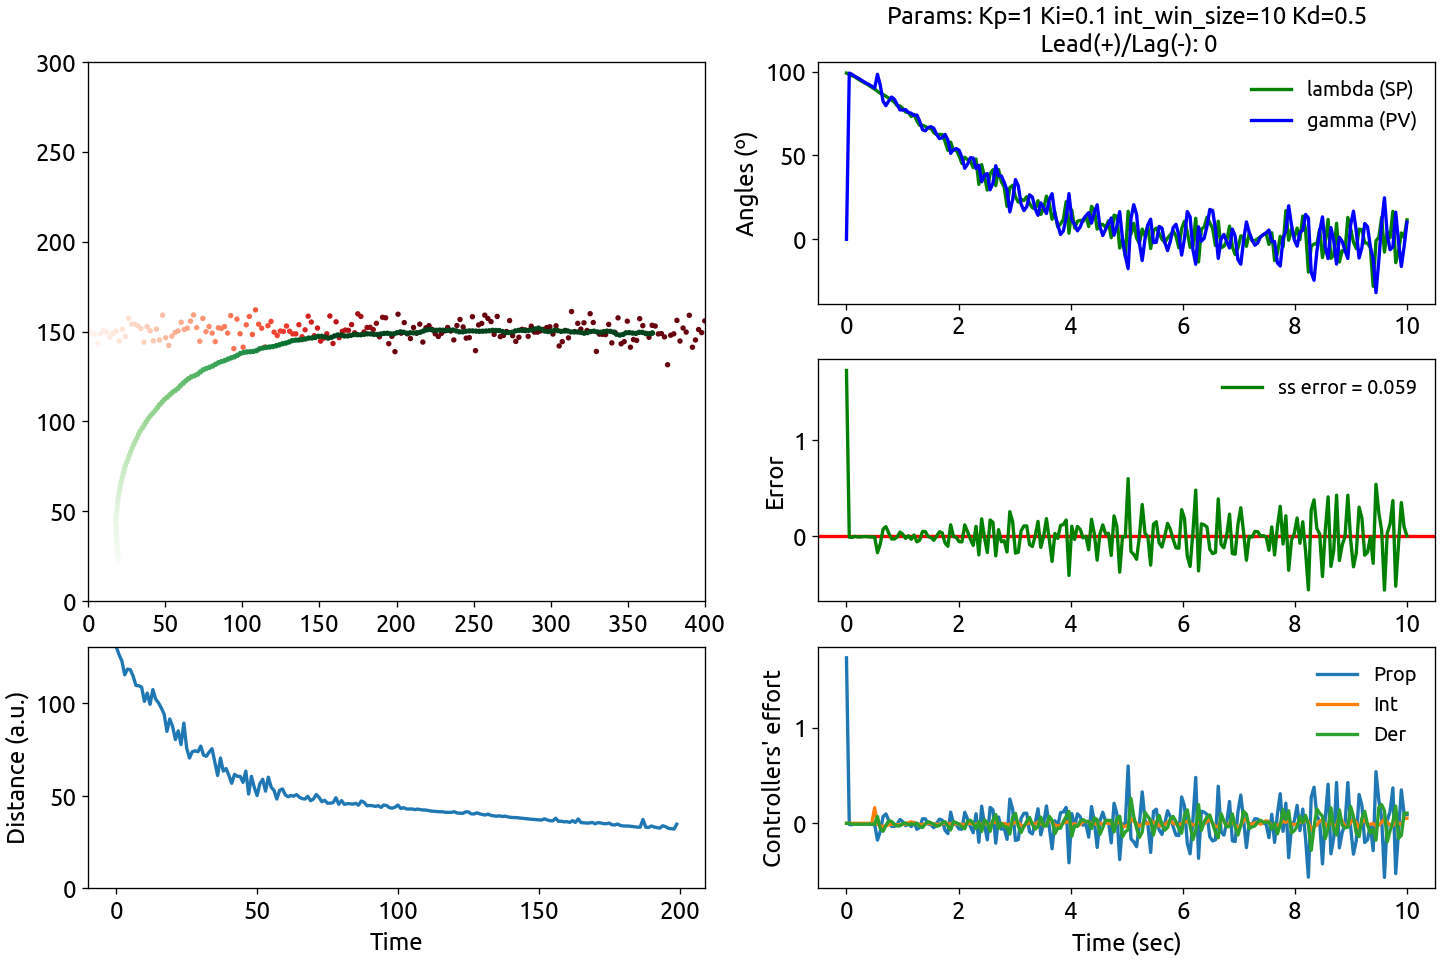 Params: Kp=1 Ki=0.1 int_win_size=10 Kd=0.5
Lead(+)/Lag(-): 0
300
250
200
150
100
50
0
0 50 100 150 200 250 300 350 400
Angles (º)
100
50
0
lambda (SP)
gamma (PV)
0 2 4 6 8 10
Error
1
0
ss error = 0.059
0 2 4 6 8 10
Distance (a.u.)
100
50
0
0 50 100 150 200
Time
Controllers' effort
1
0
Prop
Int
Der
0 2 4 6 8 10
Time (sec)